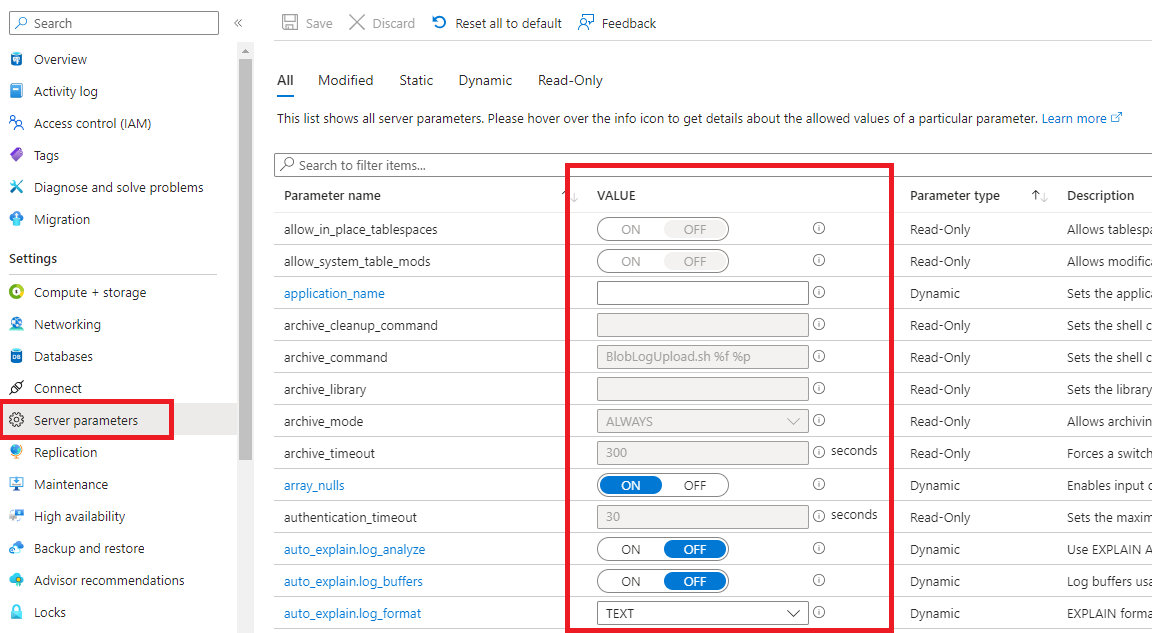 Search
Overview
Activity log
Access control (IAM)
Tags
Diagnose and solve problems
Migration
Settings
Compute + storage
Networking
Databases
Connect
Server parameters
Replication
Maintenance
High availability
Backup and restore
Advisor recommendations
Locks
Save Discard Reset all to default Feedback
All Modified Static Dynamic Read-Only
This list shows all server parameters. Please hover over the info icon to get details about the allowed values of a particular parameter. Learn more
Search to filter items...
Parameter name VALUE Parameter type Description
allow_in_place_tablespaces ON OFF Read-Only Allows tablespa
allow_system_table_mods ON OFF Read-Only Allows modifica
application_name Dynamic Sets the applica
archive_cleanup_command Read-Only Sets the shell c
archive_command BlobLogUpload.sh %f %p Read-Only Sets the shell c
archive_library Read-Only Sets the library
archive_mode ALWAYS Read-Only Allows archivin
archive_timeout 300 seconds Read-Only Forces a switch
array_nulls ON OFF Dynamic Enables input o
authentication_timeout 30 seconds Read-Only Sets the maxim
auto_explain.log_analyze ON OFF Dynamic Use EXPLAIN A
auto_explain.log_buffers ON OFF Dynamic Log buffers usa
auto_explain.log_format TEXT Dynamic EXPLAIN format